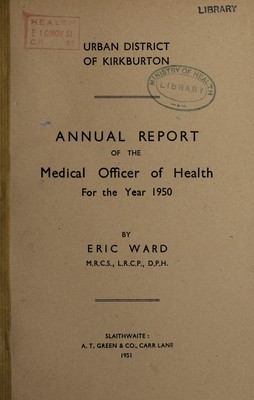 LIBRARY
HEALTH
URBAN DISTRICT
OF KIRKBURTON
MINISTRY OF HEALTH
LIBRARY
ANNUAL REPORT
OF THE
Medical Officer of Health
For the Year 1950
BY
ERIC WARD
M.R.C.S., L.R.C.P., D.P.H.
SLAITHWAITE :
A. T. GREEN & CO., CARR LANE
1951